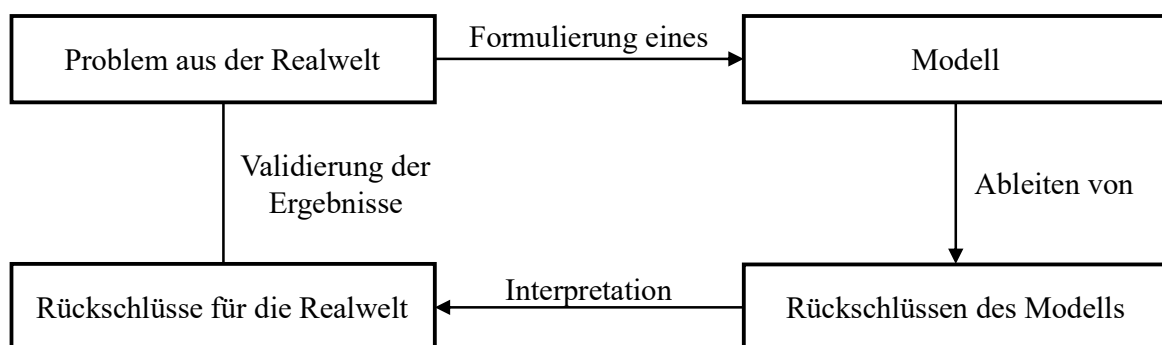 Problem aus der Realwelt
Formulierung eines
Modell
Validierung der
Ergebnisse
Ableiten von
Rückschlüsse für die Realwelt
Interpretation
Rückschlüssen des Modells